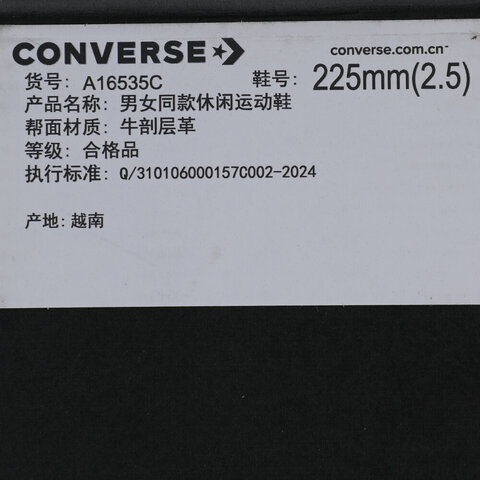 CONVERSE
converse.com.cn
货号: A16535C 鞋号: 225mm(2.5)
产品名称: 男女同款休闲运动鞋
帮面材质: 牛剖层革
等级: 合格品
执行标准: Q/310106000157C002-2024
产地: 越南